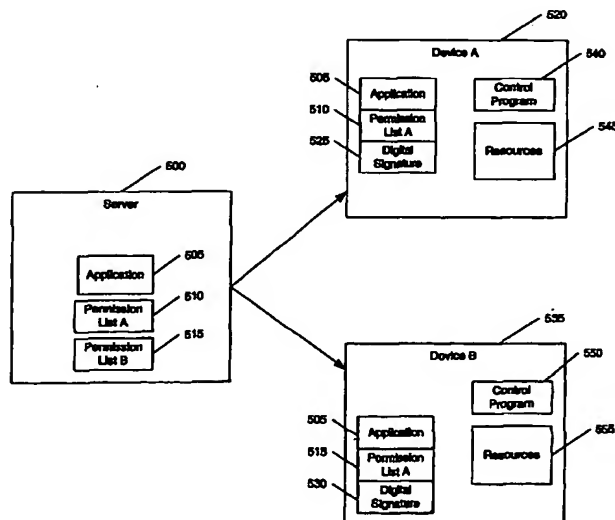 500
Server
505
Application
510
Permission
List A
515
Permission
List B
520
Device A
505
Application
510
Permission
List A
525
Digital
Signature
540
Control
Program
545
Resources
535
Device B
550
Control
Program
505
Application
515
Permission
List A
530
Digital
Signature
555
Resources